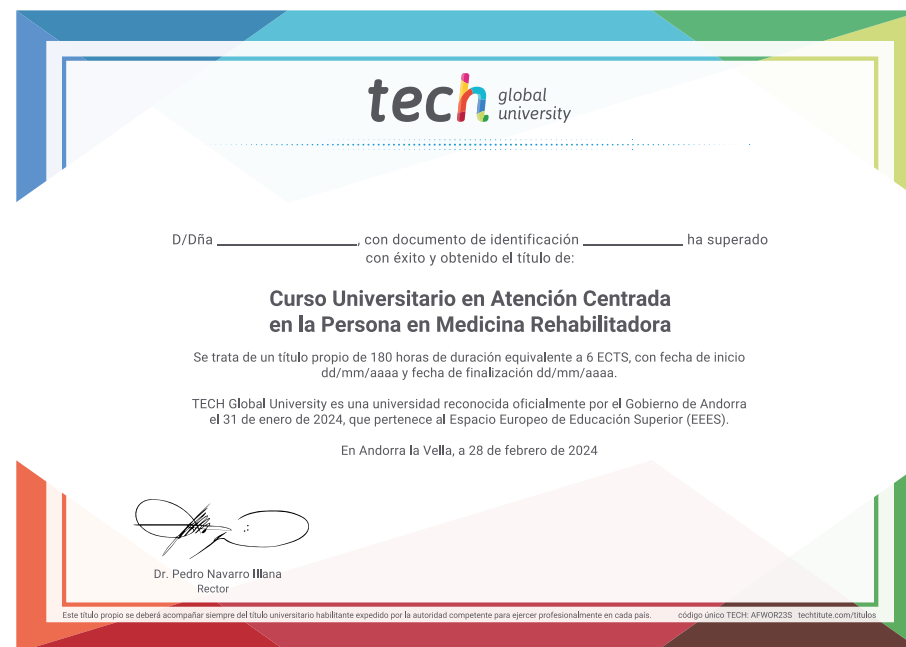 tech global university
D/Dña ____________________, con documento de identificación ______________ ha superado
con éxito y obtenido el título de:
Curso Universitario en Atención Centrada
en la Persona en Medicina Rehabilitadora
Se trata de un título propio de 180 horas de duración equivalente a 6 ECTS, con fecha de inicio
dd/mm/aaaa y fecha de finalización dd/mm/aaaa.
TECH Global University es una universidad reconocida oficialmente por el Gobierno de Andorra
el 31 de enero de 2024, que pertenece al Espacio Europeo de Educación Superior (EEES).
En Andorra la Vella, a 28 de febrero de 2024
Dr. Pedro Navarro Illana
Rector
Este título propio se deberá acompañar siempre del título universitario habilitante expedido por la autoridad competente para ejercer profesionalmente en cada país. código único TECH: AFWOR23S techtitute.com/titulos